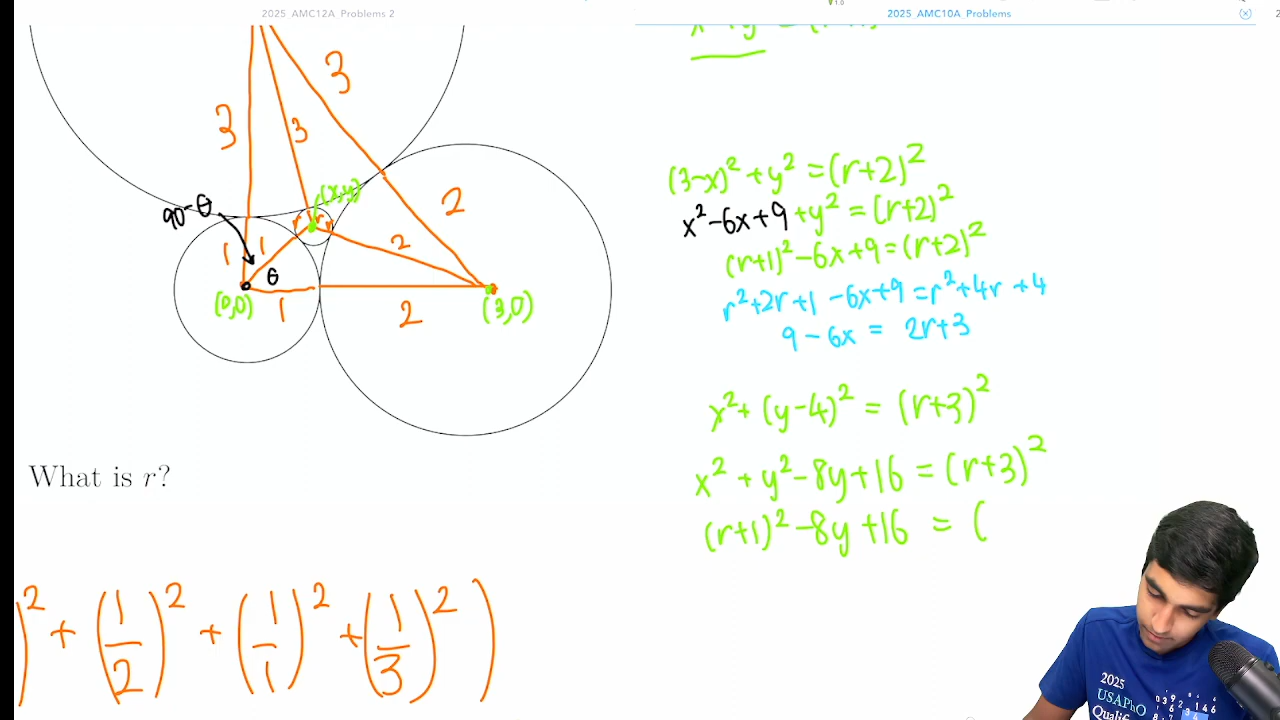 2025_AMC12A_Problems 2
2025_AMC10A_Problems
3
3
3
(x,y)
r
r
r
90-θ
1
1
2
2
θ
(0,0)
1
2
(3,0)
What is r?
)² + (1/2)² + (1/1)² + (1/3)² )
(3-x)² + y² = (r+2)²
x² - 6x + 9 + y² = (r+2)²
(r+1)² - 6x + 9 = (r+2)²
r² + 2r + 1 - 6x + 9 = r² + 4r + 4
9 - 6x = 2r + 3
x² + (y-4)² = (r+3)²
x² + y² - 8y + 16 = (r+3)²
(r+1)² - 8y + 16 = (
2025
USAPhO